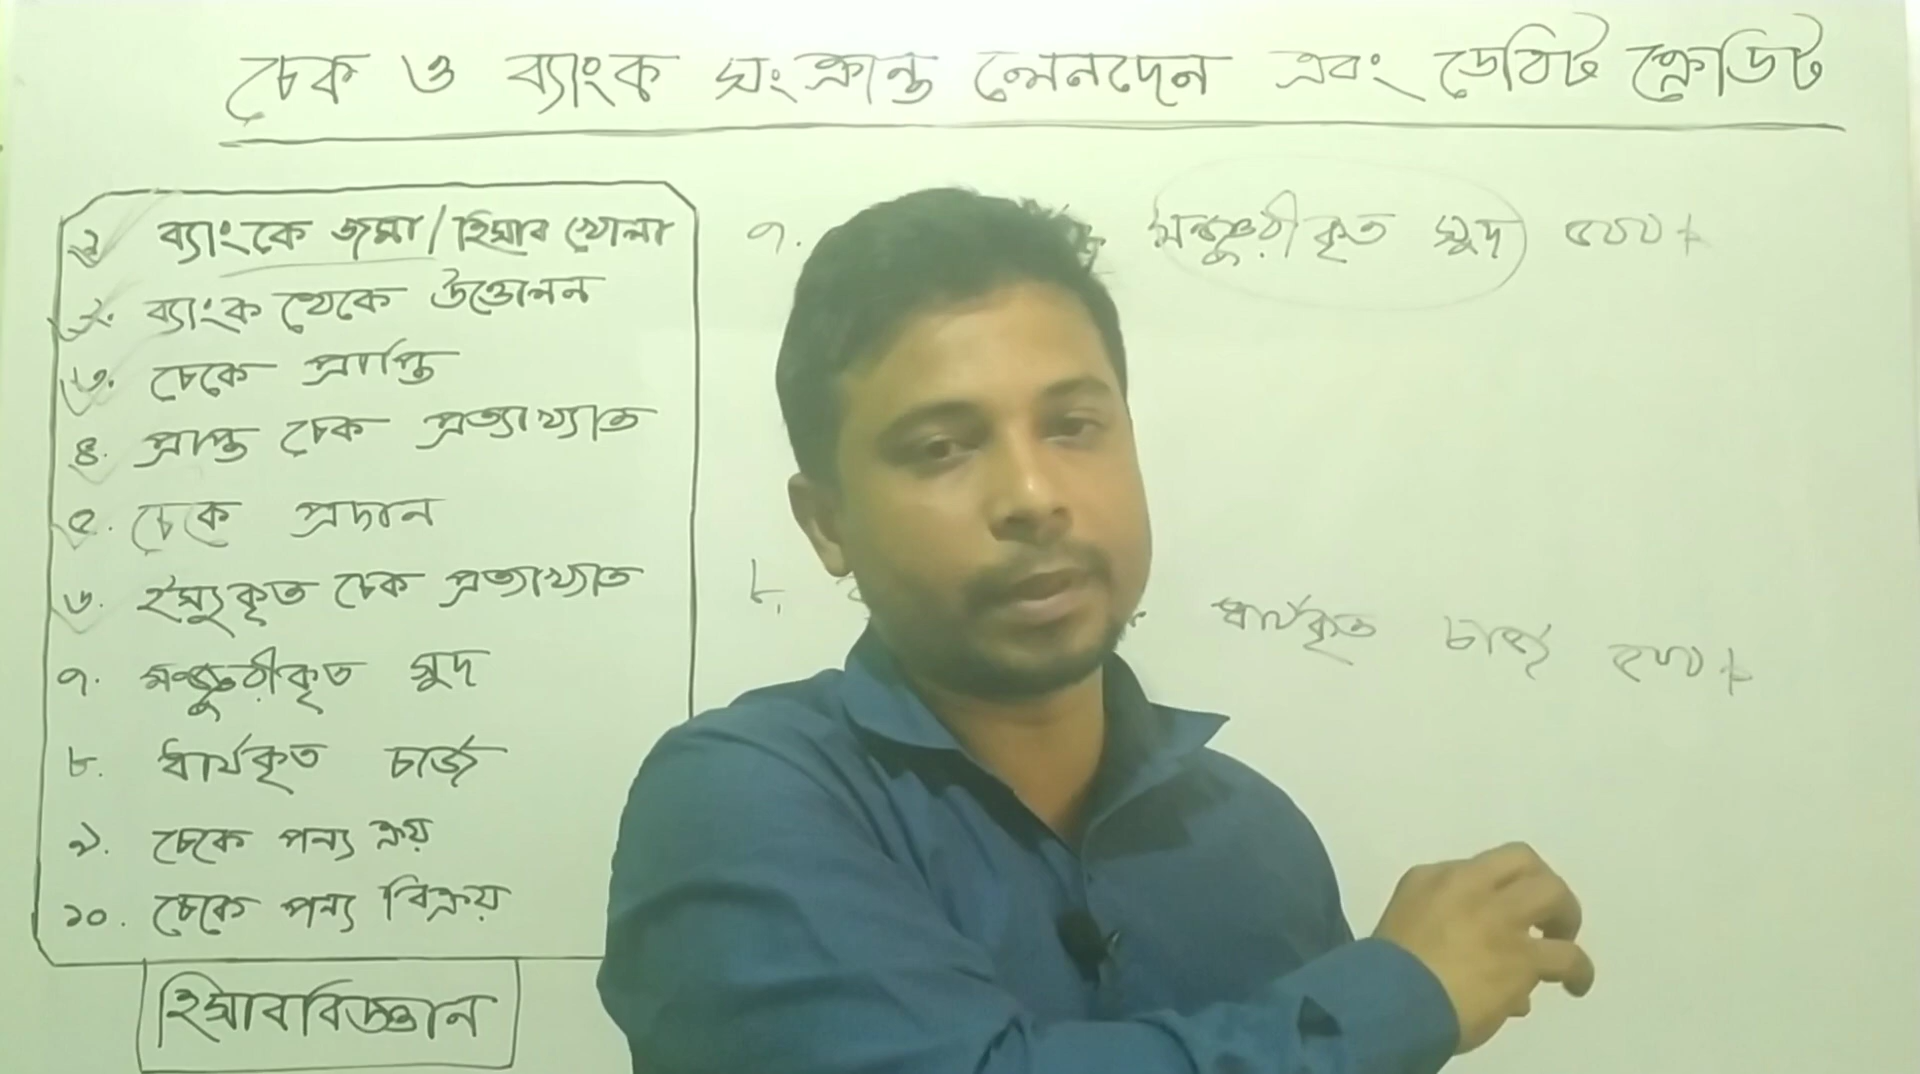 চেক ও ব্যাংক সংক্রান্ত লেনদেন এবং ডেবিট ক্রেডিট
১. ব্যাংকে জমা/হিসাব খোলা
২. ব্যাংক থেকে উত্তোলন
৩. চেকে প্রাপ্তি
৪. প্রাপ্ত চেক প্রত্যাখ্যাত
৫. চেকে প্রদান
৬. ইস্যুকৃত চেক প্রত্যাখ্যাত
৭. মঞ্জুরীকৃত সুদ
৮. ধার্যকৃত চার্জ
৯. চেকে পন্য ক্রয়
১০. চেকে পন্য বিক্রয়
হিসাববিজ্ঞান
৭. মঞ্জুরীকৃত সুদ ৫০০৳
৮. ধার্যকৃত চার্জ ২০০৳